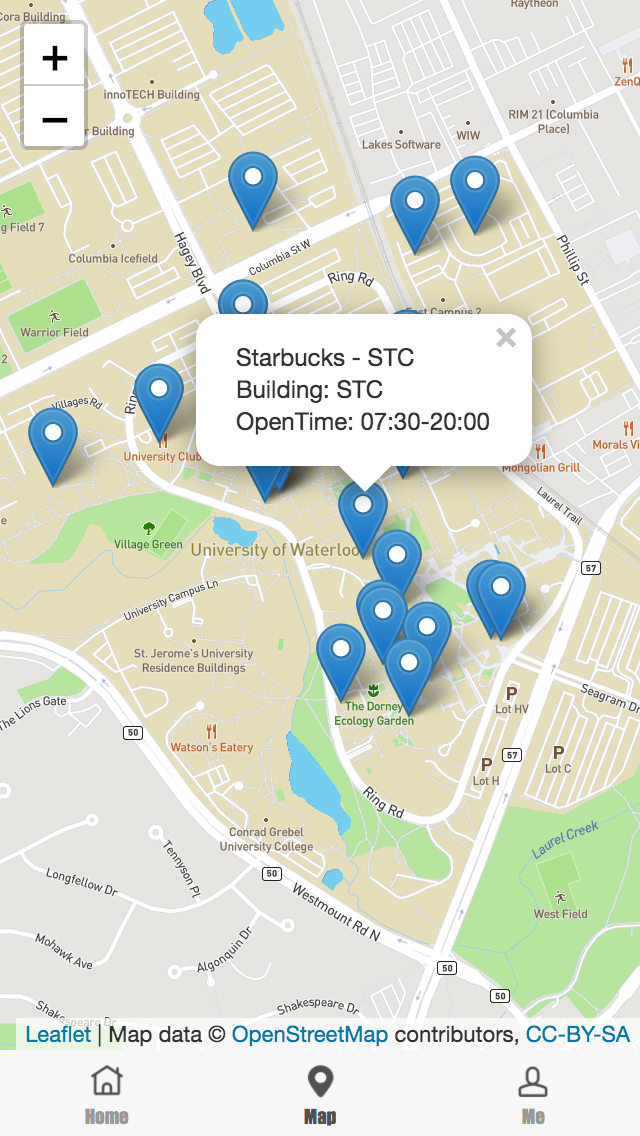 Cora Building
Raytheon
+
ZenQ
innoTECH Building
RIM 21 (Columbia
Place)
−
r Building
WIW
Lakes Software
ng Field 7
Hagey Blvd
Columbia St W
Phillip St
Columbia Icefield
Ring Rd
East Campus 2
Warrior Field
2
×
Starbucks - STC
Building: STC
OpenTime: 07:30-20:00
Villages Rd
Ring
University Club
Morals Vi
Mongolian Grill
Laurel Trail
e
Village Green
University of Waterloo
57
University Campus Ln
St. Jerome's University
Residence Buildings
P
Lot HV
Seagram Dr
The Lions Gate
The Dorney
Ecology Garden
50
Watson's Eatery
57
P
Lot C
P
Lot H
Ring Rd
Conrad Grebel
University College
Laurel Creek
Tennyson Pl
50
Longfellow Dr
Westmount Rd N
West Field
Mohawk Ave
Algonquin Dr
50
50
Shakespeare Dr
Shakespeare Dr
Leaflet | Map data © OpenStreetMap contributors, CC-BY-SA
Home
Map
Me